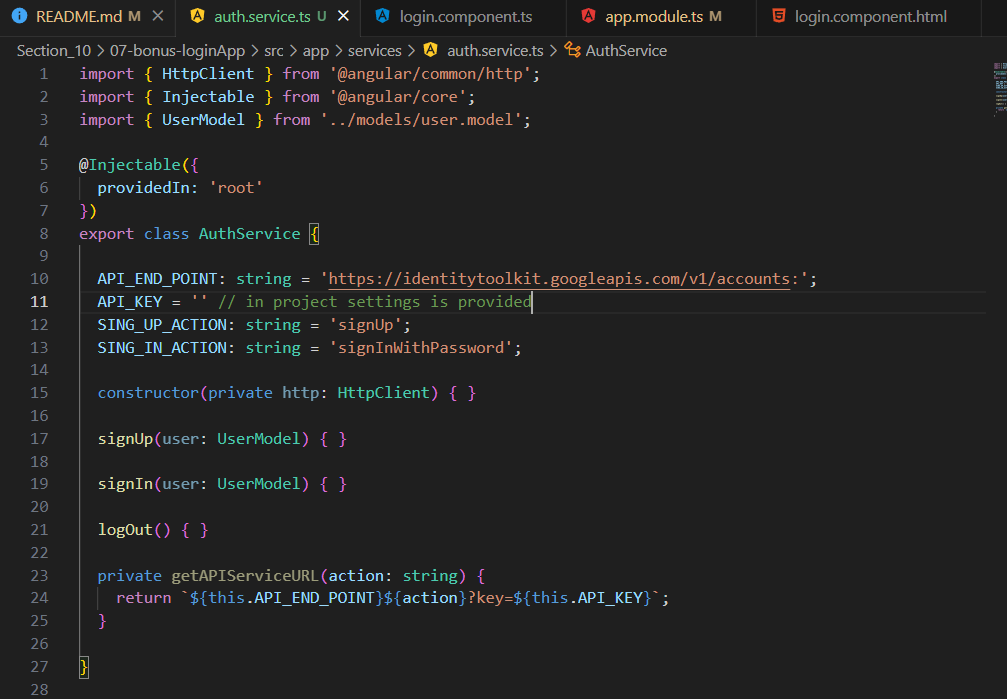 README.md M
auth.service.ts U
login.component.ts
app.module.ts M
login.component.html
Section_10 > 07-bonus-loginApp > src > app > services > auth.service.ts > AuthService
1 import { HttpClient } from '@angular/common/http';
2 import { Injectable } from '@angular/core';
3 import { UserModel } from '../models/user.model';
4
5 @Injectable({
6 providedIn: 'root'
7 })
8 export class AuthService {
9
10 API_END_POINT: string = 'https://identitytoolkit.googleapis.com/v1/accounts:';
11 API_KEY = '' // in project settings is provided
12 SING_UP_ACTION: string = 'signUp';
13 SING_IN_ACTION: string = 'signInWithPassword';
14
15 constructor(private http: HttpClient) { }
16
17 signUp(user: UserModel) { }
18
19 signIn(user: UserModel) { }
20
21 logOut() { }
22
23 private getAPIServiceURL(action: string) {
24 return `${this.API_END_POINT}${action}?key=${this.API_KEY}`;
25 }
26
27 }
28